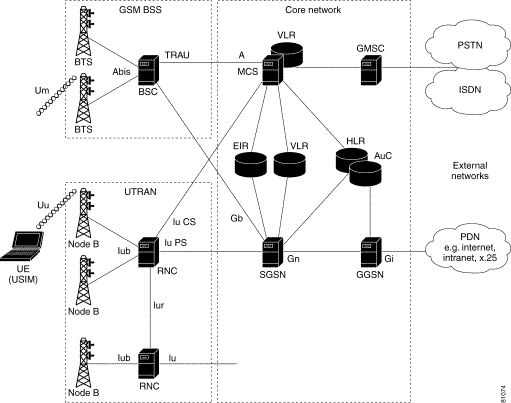 GSM BSS
Core network
VLR
TRAU
A
GMSC
PSTN
BTS
Abis
BSC
MCS
Um
ISDN
BTS
EIR
VLR
HLR
AuC
External
networks
UTRAN
Uu
Iu CS
Gb
Node B
Iub
Iu PS
PDN
e.g. internet,
intranet, x.25
UE
(USIM)
RNC
SGSN
Gn
GGSN
Gi
Iur
Node B
Iub
Iu
Node B
RNC
81074